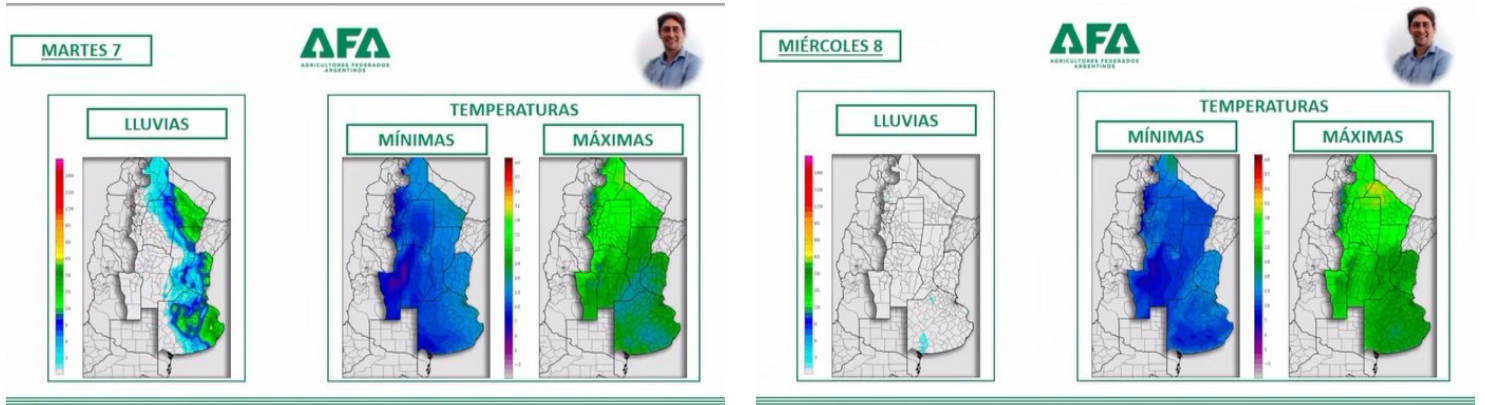 MARTES 7
AFA
AGRICULTORES FEDERADOS
ARGENTINOS
LLUVIAS
TEMPERATURAS
MÍNIMAS
MÁXIMAS
MIÉRCOLES 8
AFA
AGRICULTORES FEDERADOS
ARGENTINOS
LLUVIAS
TEMPERATURAS
MÍNIMAS
MÁXIMAS